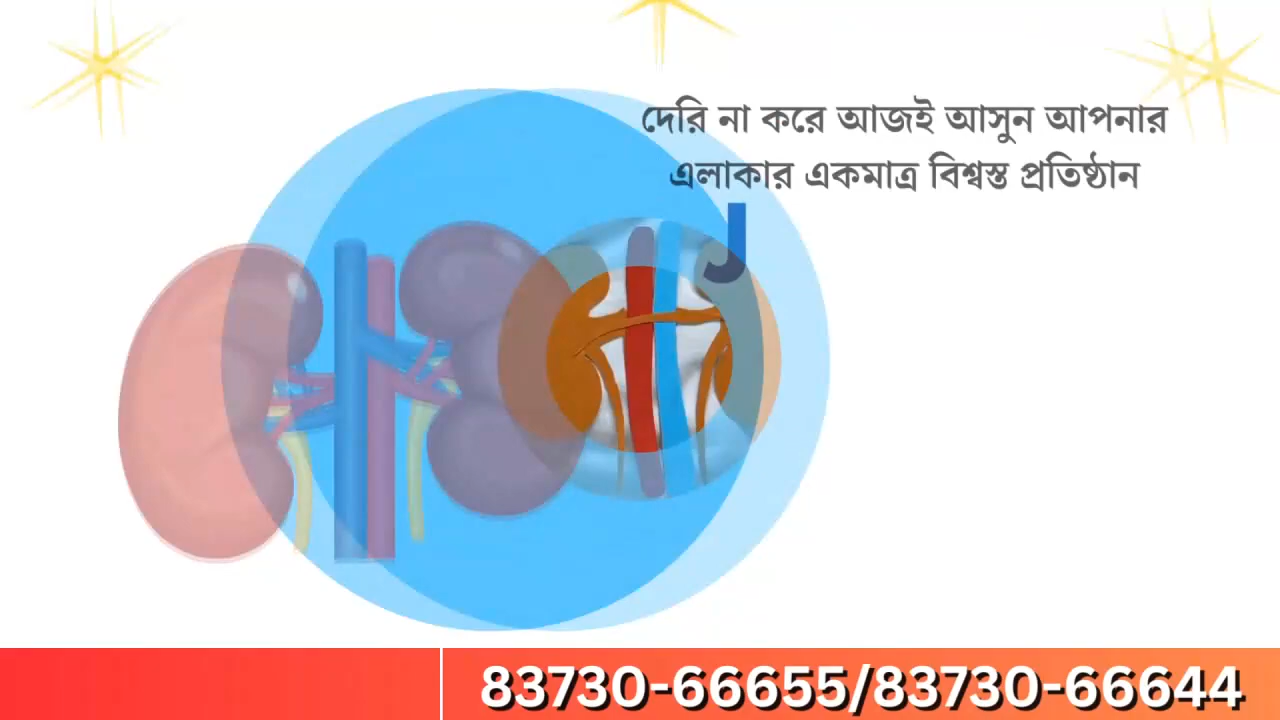 দেরি না করে আজই আসুন আপনার
এলাকার একমাত্র বিশ্বস্ত প্রতিষ্ঠান
J
83730-66655/83730-66644